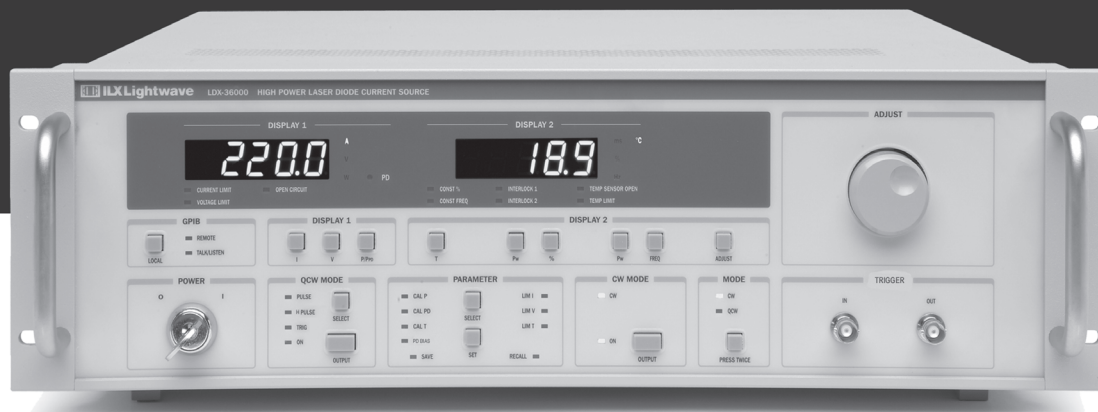 ILX Lightwave LDX-36000 HIGH POWER LASER DIODE CURRENT SOURCE
DISPLAY 1
DISPLAY 2
ADJUST
220.0
A
PD
18.9
°C
CURRENT LIMIT
OPEN CIRCUIT
VOLTAGE LIMIT
CONST %
INTERLOCK 1
TEMP SENSOR OPEN
CONST FREQ
INTERLOCK 2
TEMP LIMIT
GPIB
DISPLAY 1
DISPLAY 2
REMOTE
TALK/LISTEN
LOCAL
I
V
P/Pm
T
Pw
%
Pw
FREQ
ADJUST
POWER
QCW MODE
PARAMETER
CW MODE
MODE
TRIGGER
O
I
PULSE
H PULSE
TRIG
ON
SELECT
OUTPUT
CAL P
CAL PD
CAL T
PD BIAS
SAVE
SELECT
SET
LIM I
LIM V
LIM T
RECALL
CW
ON
OUTPUT
CW
QCW
PRESS TWICE
IN
OUT